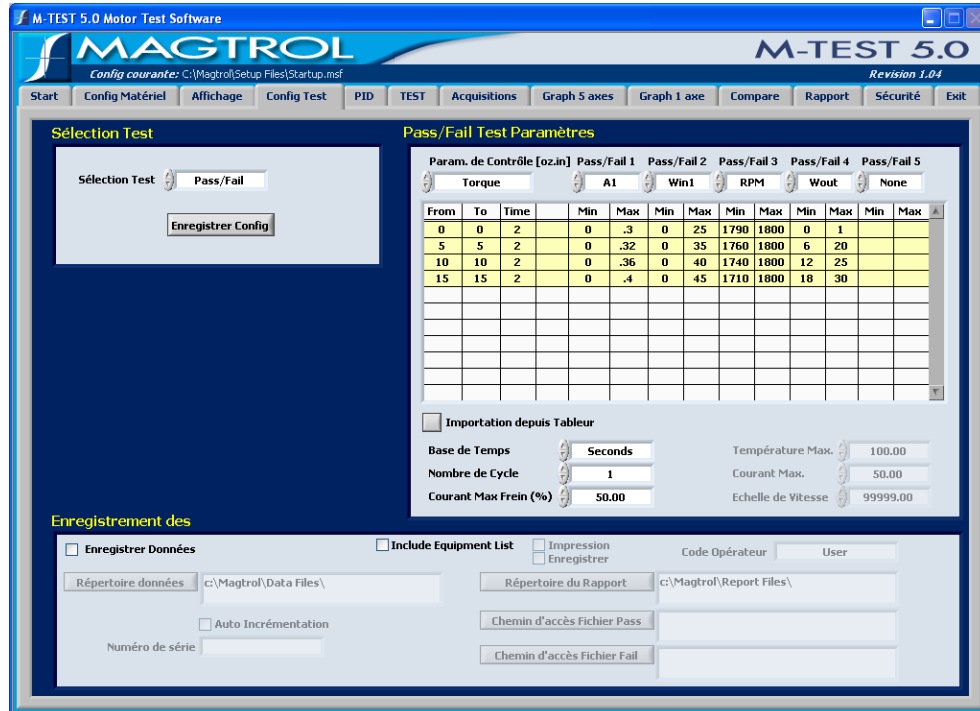 M-TEST 5.0 Motor Test Software
MAGTROL
M-TEST 5.0
Config courante: C:\Magtrol\Setup Files\Startup.msf
Revision 1.04
Start Config Matériel Affichage Config Test PID TEST Acquisitions Graph 5 axes Graph 1 axe Compare Rapport Sécurité Exit
Sélection Test
Sélection Test Pass/Fail
Enregistrer Config
Pass/Fail Test Paramètres
Param. de Contrôle [oz.in] Pass/Fail 1 Pass/Fail 2 Pass/Fail 3 Pass/Fail 4 Pass/Fail 5
Torque A1 Win1 RPM Wout None
From To Time Min Max Min Max Min Max Min Max Min Max
0 0 2 0 .3 0 25 1790 1800 0 1
5 5 2 0 .32 0 35 1760 1800 6 20
10 10 2 0 .36 0 40 1740 1800 12 25
15 15 2 0 .4 0 45 1710 1800 18 30
Importation depuis Tableur
Base de Temps Seconds Température Max. 100.00
Nombre de Cycle 1 Courant Max. 50.00
Courant Max Frein (%) 50.00 Echelle de Vitesse 99999.00
Enregistrement des
Enregistrer Données
Include Equipment List
Impression
Enregistrer
Code Opérateur User
Répertoire données c:\Magtrol\Data Files\
Répertoire du Rapport c:\Magtrol\Report Files\
Auto Incrémentation
Chemin d'accès Fichier Pass
Numéro de série
Chemin d'accès Fichier Fail